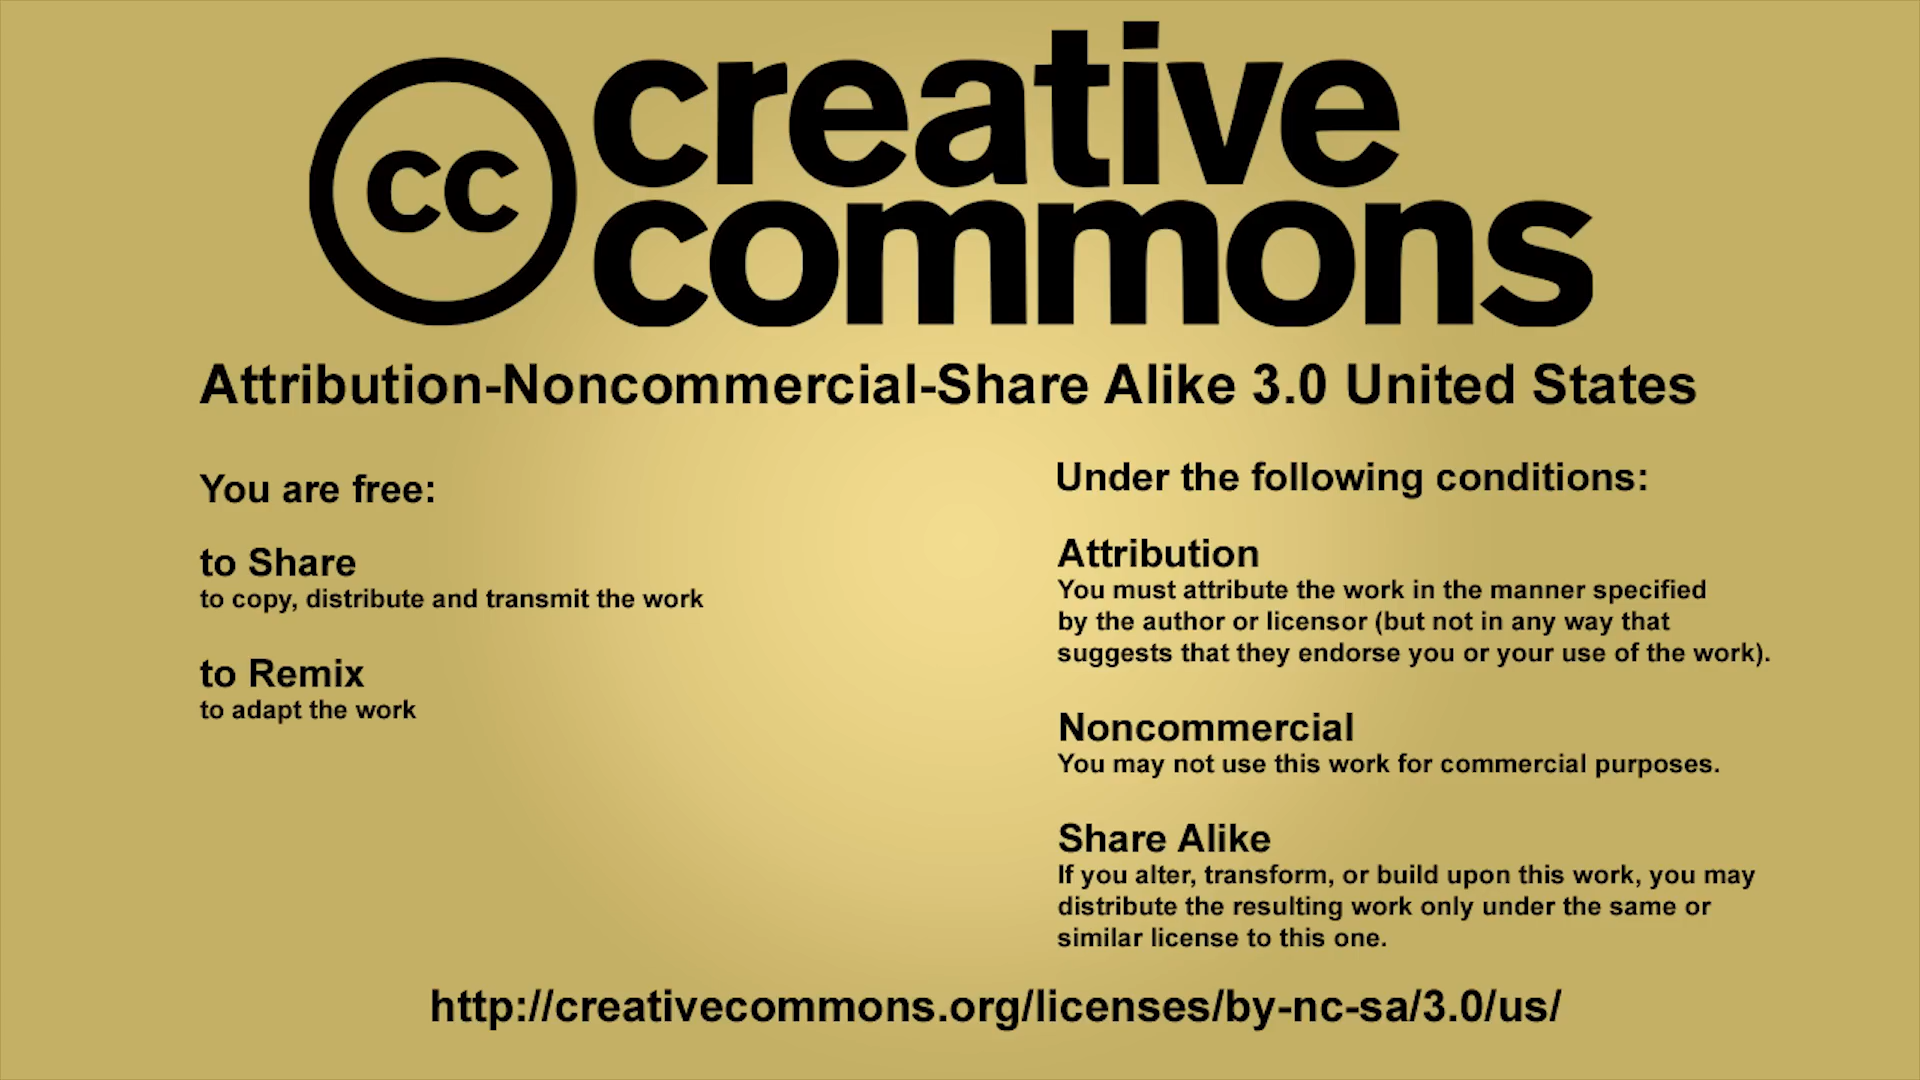 cc creative
commons
Attribution-Noncommercial-Share Alike 3.0 United States
You are free:
to Share
to copy, distribute and transmit the work
to Remix
to adapt the work
Under the following conditions:
Attribution
You must attribute the work in the manner specified
by the author or licensor (but not in any way that
suggests that they endorse you or your use of the work).
Noncommercial
You may not use this work for commercial purposes.
Share Alike
If you alter, transform, or build upon this work, you may
distribute the resulting work only under the same or
similar license to this one.
http://creativecommons.org/licenses/by-nc-sa/3.0/us/